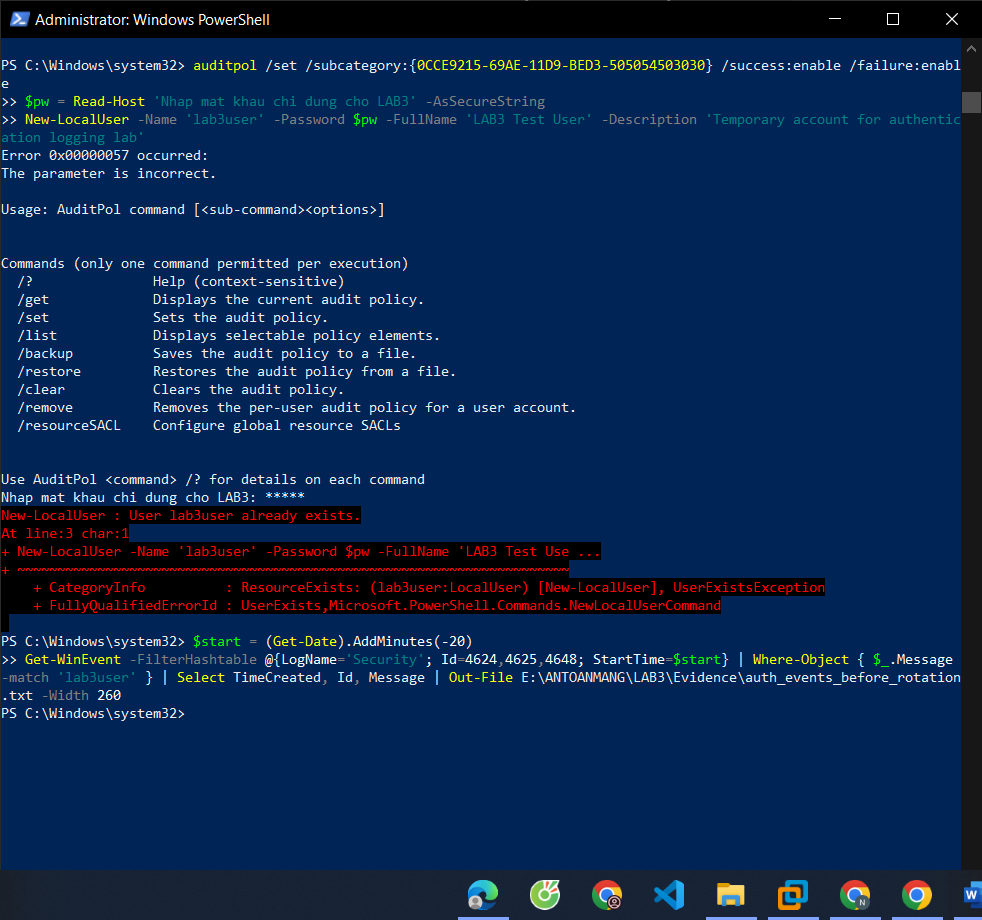 Administrator: Windows PowerShell
PS C:\Windows\system32> auditpol /set /subcategory:{0CCE9215-69AE-11D9-BED3-505054503030} /success:enable /failure:enabl
e
>> $pw = Read-Host 'Nhap mat khau chi dung cho LAB3' -AsSecureString
>> New-LocalUser -Name 'lab3user' -Password $pw -FullName 'LAB3 Test User' -Description 'Temporary account for authentic
ation logging lab'
Error 0x00000057 occurred:
The parameter is incorrect.
Usage: AuditPol command [<sub-command><options>]
Commands (only one command permitted per execution)
/? Help (context-sensitive)
/get Displays the current audit policy.
/set Sets the audit policy.
/list Displays selectable policy elements.
/backup Saves the audit policy to a file.
/restore Restores the audit policy from a file.
/clear Clears the audit policy.
/remove Removes the per-user audit policy for a user account.
/resourceSACL Configure global resource SACLs
Use AuditPol <command> /? for details on each command
Nhap mat khau chi dung cho LAB3: *****
New-LocalUser : User lab3user already exists.
At line:3 char:1
+ New-LocalUser -Name 'lab3user' -Password $pw -FullName 'LAB3 Test Use ...
+ ~~~~~~~~~~~~~~~~~~~~~~~~~~~~~~~~~~~~~~~~~~~~~~~~~~~~~~~~~~~~~~~~~~~~~
+ CategoryInfo : ResourceExists: (lab3user:LocalUser) [New-LocalUser], UserExistsException
+ FullyQualifiedErrorId : UserExists,Microsoft.PowerShell.Commands.NewLocalUserCommand
PS C:\Windows\system32> $start = (Get-Date).AddMinutes(-20)
>> Get-WinEvent -FilterHashtable @{LogName='Security'; Id=4624,4625,4648; StartTime=$start} | Where-Object { $_.Message
-match 'lab3user' } | Select TimeCreated, Id, Message | Out-File E:\ANTOANMANG\LAB3\Evidence\auth_events_before_rotation
.txt -Width 260
PS C:\Windows\system32>
N
W